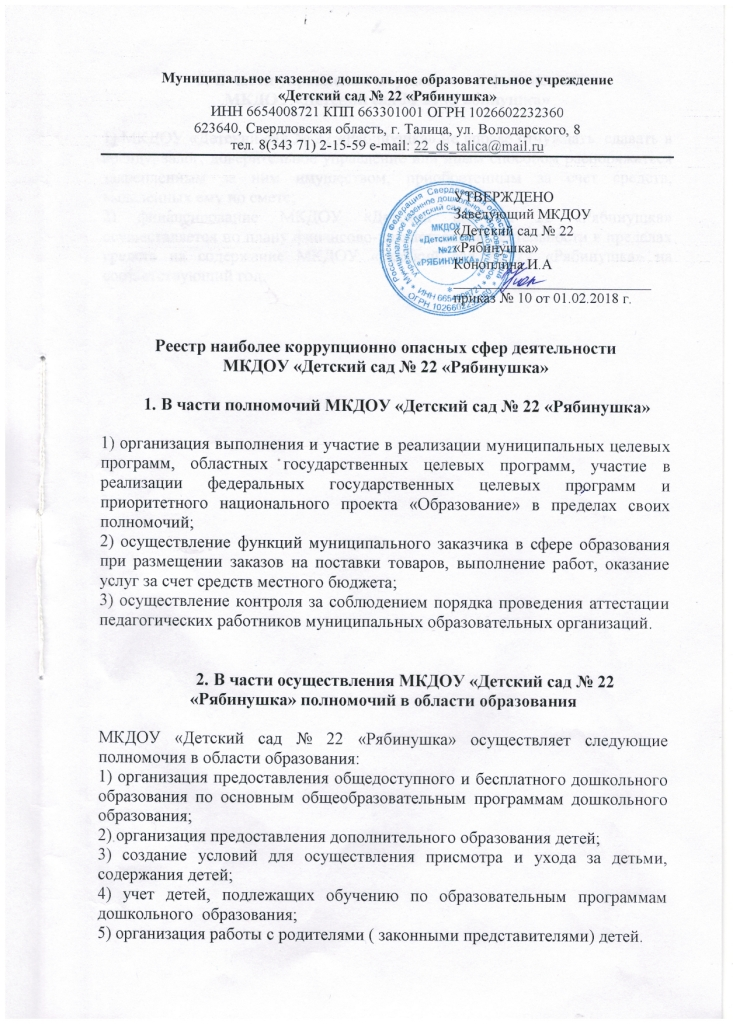 Муниципальное казенное дошкольное образовательное учреждение
«Детский сад № 22 «Рябинушка»
ИНН 6654008721 КПП 663301001 ОГРН 1026602232360
623640, Свердловская область, г. Талица, ул. Володарского, 8
тел. 8(343 71) 2-15-59 e-mail: 22_ds_talica@mail.ru
УТВЕРЖДЕНО
Заведующий МКДОУ
«Детский сад № 22
«Рябинушка»
Коноплина И.А
приказ № 10 от 01.02.2018 г.
МКДОУ
«Детский сад
№22
«РЯБИНУШКА»
Реестр наиболее коррупционно опасных сфер деятельности
МКДОУ «Детский сад № 22 «Рябинушка»
1. В части полномочий МКДОУ «Детский сад № 22 «Рябинушка»
1) организация выполнения и участие в реализации муниципальных целевых
программ, областных государственных целевых программ, участие в
реализации федеральных государственных целевых программ и
приоритетного национального проекта «Образование» в пределах своих
полномочий;
2) осуществление функций муниципального заказчика в сфере образования
при размещении заказов на поставки товаров, выполнение работ, оказание
услуг за счет средств местного бюджета;
3) осуществление контроля за соблюдением порядка проведения аттестации
педагогических работников муниципальных образовательных организаций.
2. В части осуществления МКДОУ «Детский сад № 22
«Рябинушка» полномочий в области образования
МКДОУ «Детский сад № 22 «Рябинушка» осуществляет следующие
полномочия в области образования:
1) организация предоставления общедоступного и бесплатного дошкольного
образования по основным общеобразовательным программам дошкольного
образования;
2) организация предоставления дополнительного образования детей;
3) создание условий для осуществления присмотра и ухода за детьми,
содержания детей;
4) учет детей, подлежащих обучению по образовательным программам
дошкольного образования;
5) организация работы с родителями ( законными представителями) детей.